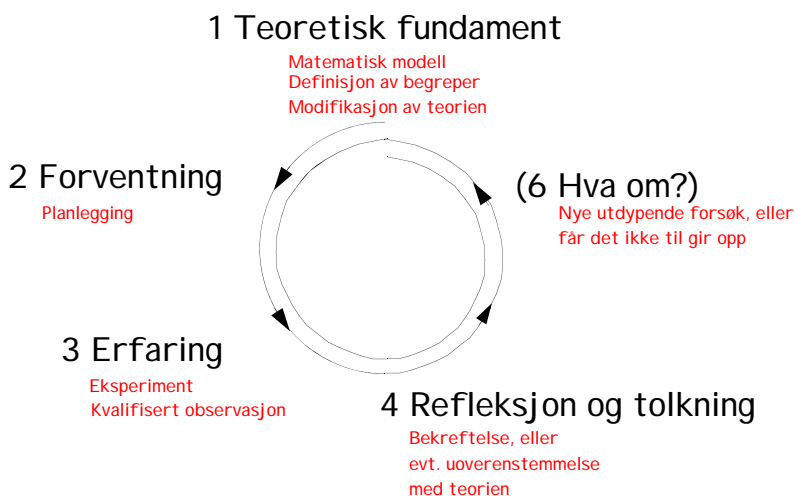 1 Teoretisk fundament
Matematisk modell
Definisjon av begreper
Modifikasjon av teorien
2 Forventning
Planlegging
3 Erfaring
Eksperiment
Kvalifisert observasjon
4 Refleksjon og tolkning
Bekreftelse, eller
evt. uoverenstemmelse
med teorien
(6 Hva om?)
Nye utdypende forsøk, eller
får det ikke til gir opp